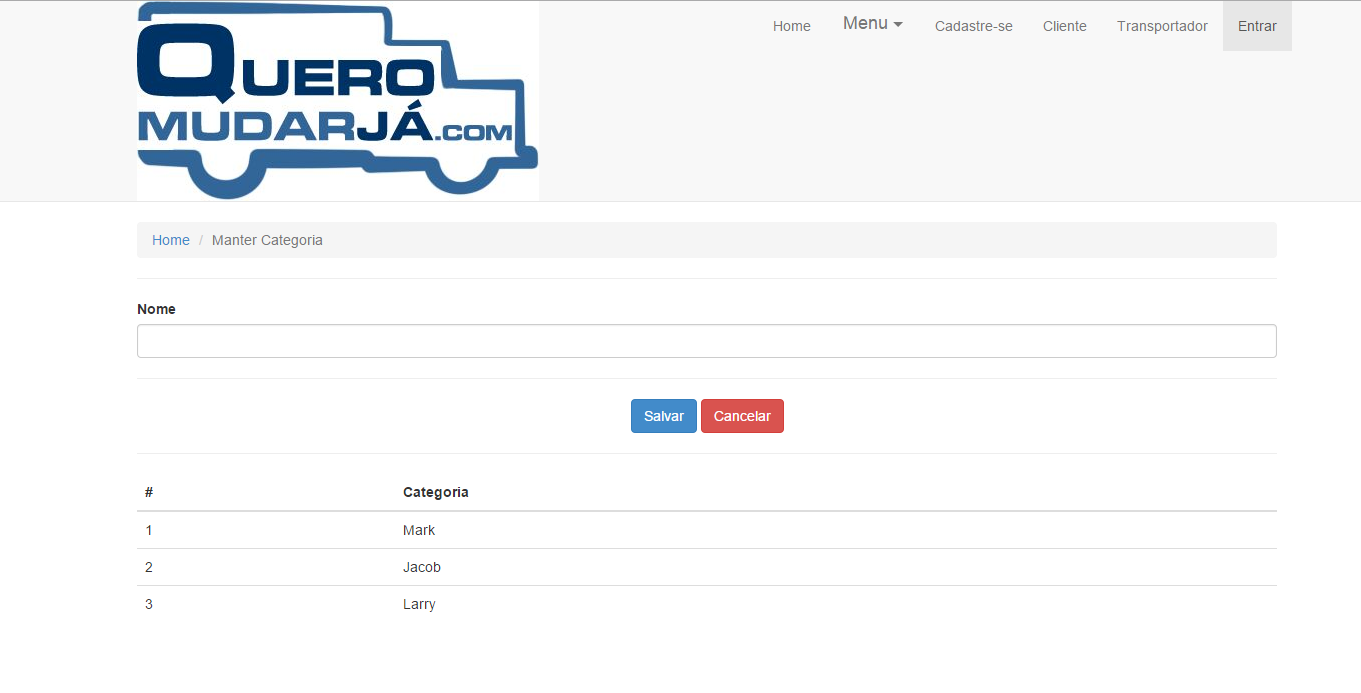 QUERO
MUDARJÁ.COM
Home Menu Cadastre-se Cliente Transportador Entrar
Home / Manter Categoria
Nome
Salvar Cancelar
# Categoria
1 Mark
2 Jacob
3 Larry